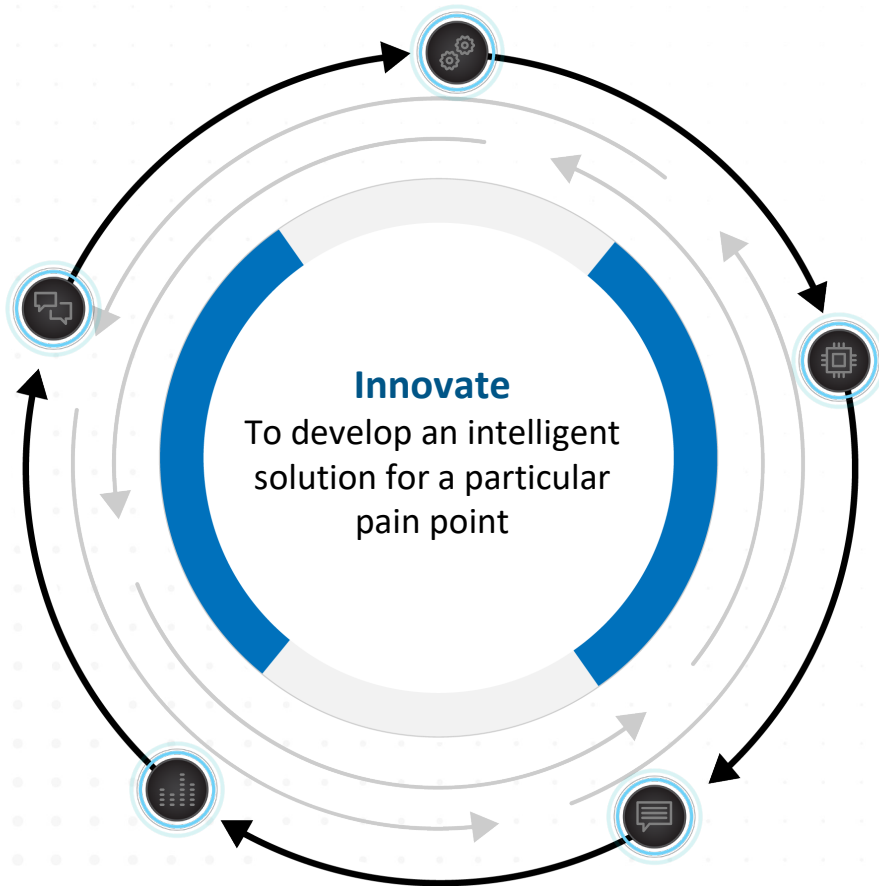 Innovate
To develop an intelligent
solution for a particular
pain point